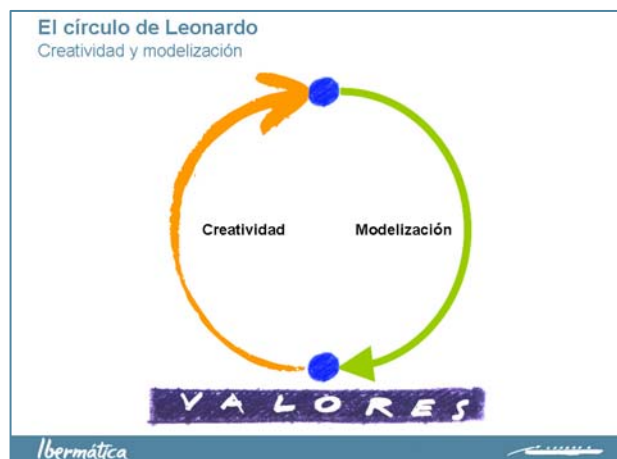 El círculo de Leonardo
Creatividad y modelización
Creatividad
Modelización
VALORES
Ibermática